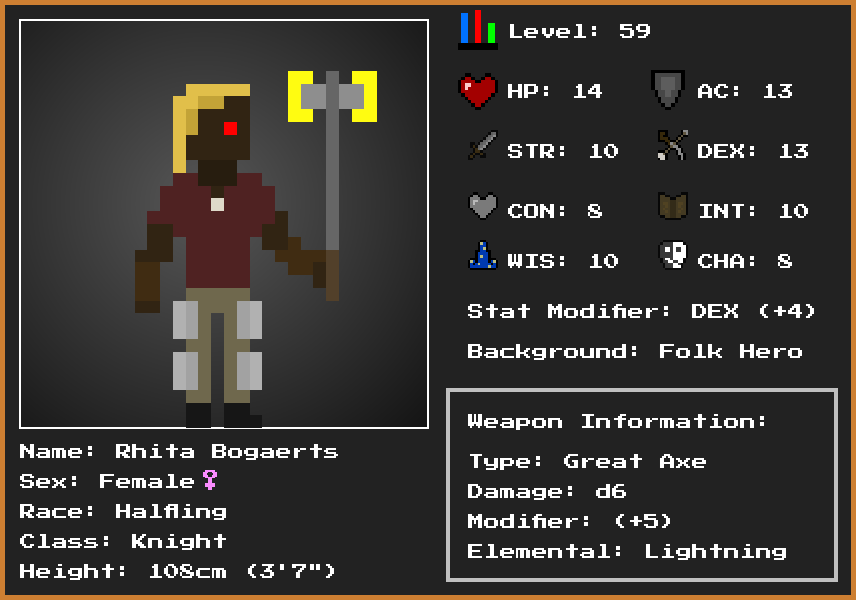 Level: 59
HP: 14
AC: 13
STR: 10
DEX: 13
CON: 8
INT: 10
WIS: 10
CHA: 8
Stat Modifier: DEX (+4)
Background: Folk Hero
Weapon Information:
Type: Great Axe
Damage: d6
Modifier: (+5)
Elemental: Lightning
Name: Rhita Bogaerts
Sex: Female♀
Race: Halfling
Class: Knight
Height: 108cm (3'7")